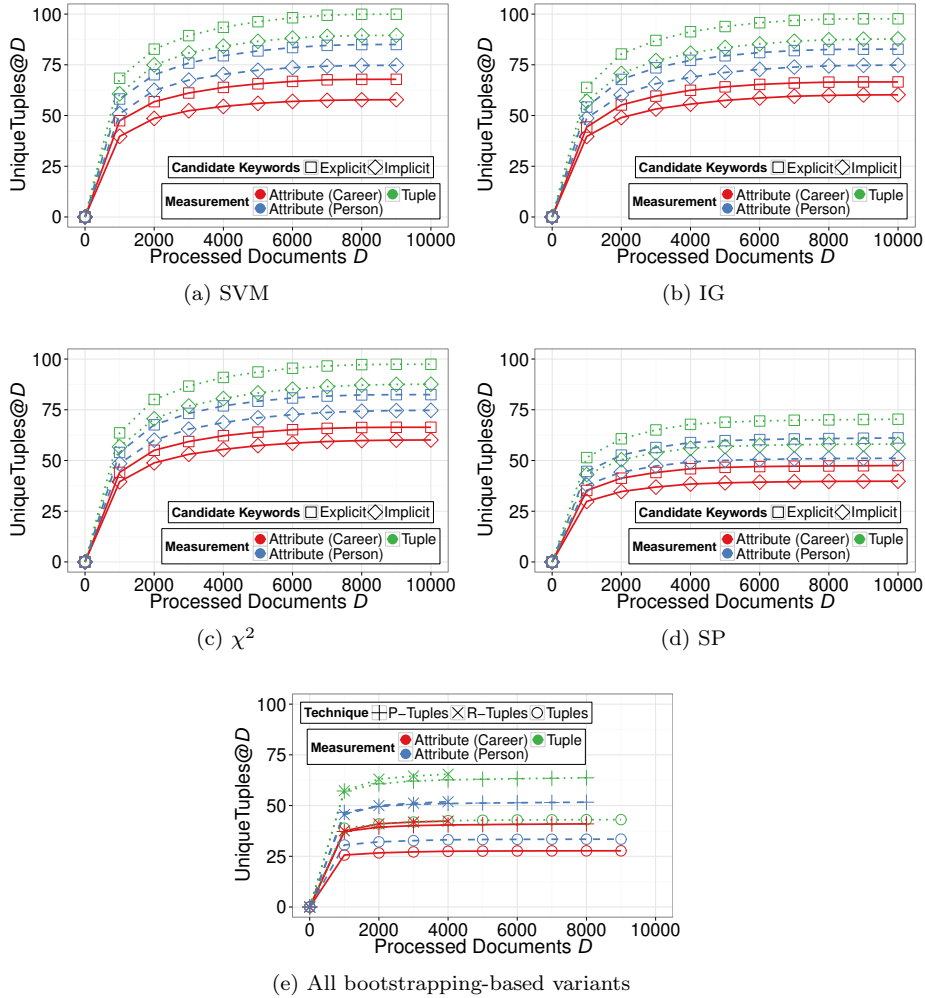 UniqueTuples@D
100
75
50
25
0
Candidate Keywords Explicit Implicit
Measurement Attribute (Career) Tuple
Attribute (Person)
0 2000 4000 6000 8000 10000
Processed Documents D
(a) SVM
UniqueTuples@D
100
75
50
25
0
Candidate Keywords Explicit Implicit
Measurement Attribute (Career) Tuple
Attribute (Person)
0 2000 4000 6000 8000 10000
Processed Documents D
(b) IG
UniqueTuples@D
100
75
50
25
0
Candidate Keywords Explicit Implicit
Measurement Attribute (Career) Tuple
Attribute (Person)
0 2000 4000 6000 8000 10000
Processed Documents D
(c) χ²
UniqueTuples@D
100
75
50
25
0
Candidate Keywords Explicit Implicit
Measurement Attribute (Career) Tuple
Attribute (Person)
0 2000 4000 6000 8000 10000
Processed Documents D
(d) SP
UniqueTuples@D
100
75
50
25
0
Technique P−Tuples R−Tuples Tuples
Measurement Attribute (Career) Tuple
Attribute (Person)
0 2000 4000 6000 8000 10000
Processed Documents D
(e) All bootstrapping-based variants